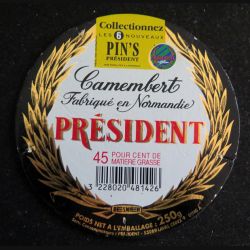 Collectionnez
LES 6 NOUVEAUX
PIN'S
PRÉSIDENT
Camembert
Fabriqué en Normandie
PRÉSIDENT
45 POUR CENT DE
MATIÈRE GRASSE
3 228020 481426
POIDS NET A L'EMBALLAGE : 250g